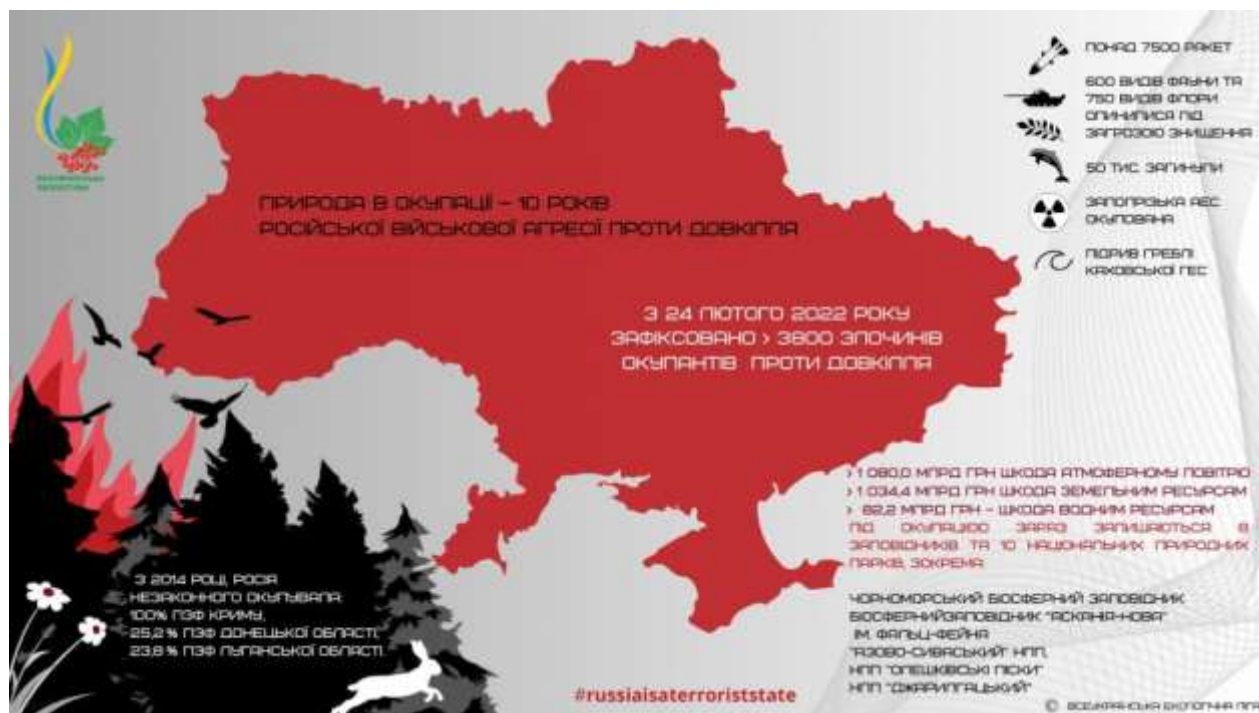 ПРИРОДА В ОКУПАЦІЇ – 10 РОКІВ
РОСІЙСЬКОЇ ВІЙСЬКОВОЇ АГРЕСІЇ ПРОТИ ДОВКІЛЛЯ
З 24 ЛЮТОГО 2022 РОКУ
ЗАФІКСОВАНО > 3800 ЗЛОЧИНІВ
ОКУПАНТІВ ПРОТИ ДОВКІЛЛЯ
ПОНАД 7500 РАКЕТ
600 ВИДІВ ФАУНИ ТА
750 ВИДІВ ФЛОРИ
ОПИНИЛИСЯ ПІД
ЗАГРОЗОЮ ЗНИЩЕННЯ
50 ТИС. ЗАГИНУЛИ
ЗАПОРІЗЬКА АЕС
ОКУПОВАНА
ПІДРИВ ГРЕБЛІ
КАХОВСЬКОЇ ГЕС
> 1 080,0 МЛРД ГРН ШКОДА АТМОФЕРНОМУ ПОВІТРЮ
> 1 034,4 МЛРД ГРН ШКОДА ЗЕМЕЛЬНИМ РЕСУРСАМ
> 82,2 МЛРД ГРН – ШКОДА ВОДНИМ РЕСУРСАМ
ПІД ОКУПАЦІЄЮ ЗАРАЗ ЗАЛИШАЮТЬСЯ 8
ЗАПОВІДНИКІВ ТА 10 НАЦІОНАЛЬНИХ ПРИРОДНИХ
ПАРКІВ, ЗОКРЕМА
ЧОРНОМОРСЬКИЙ БІОСФЕРНИЙ ЗАПОВІДНИК
БІОСФЕРНИЙЗАПОВІДНИК "АСКАНІЯ-НОВА"
ІМ. ФАЛЬЦ-ФЕЙНА
"АЗОВО-СИВАСЬКИЙ" НПП,
НПП "ОЛЕШКІВСЬКІ ПІСКИ"
НПП "ДЖАРИЛГАЦЬКИЙ"
З 2014 РОЦІ, РОСІЯ
НЕЗАКОННОГО ОКУПУВАЛА:
100% ПЗФ КРИМУ,
25,2 % ПЗФ ДОНЕЦЬКОЇ ОБЛАСТІ,
23,8 % ПЗФ ЛУГАНСЬКОЇ ОБЛАСТІ.
#russiaisaterroriststate
© ВСЕУКРАЇНСЬКА ЕКОЛОГІЧНА ЛІГА